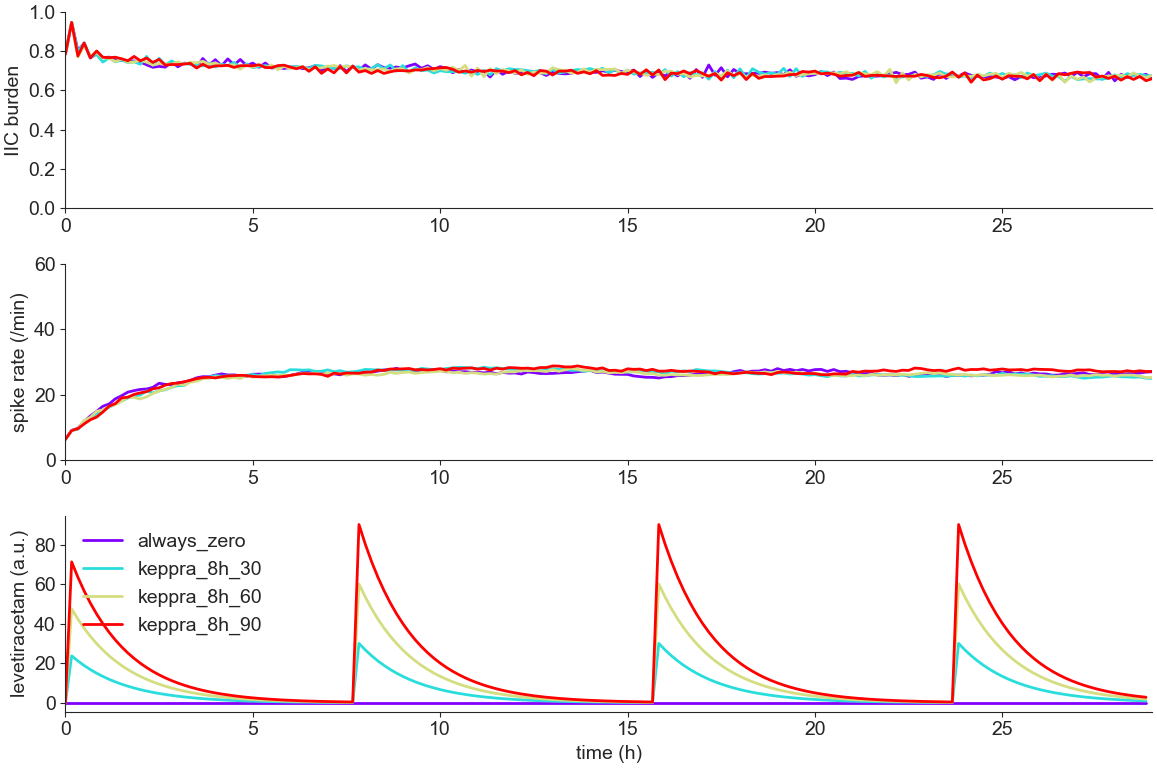 IIC burden
1.0
0.8
0.6
0.4
0.2
0.0
0 5 10 15 20 25
spike rate (/min)
60
40
20
0
0 5 10 15 20 25
levetiracetam (a.u.)
80
60
40
20
0
always_zero
keppra_8h_30
keppra_8h_60
keppra_8h_90
0 5 10 15 20 25
time (h)